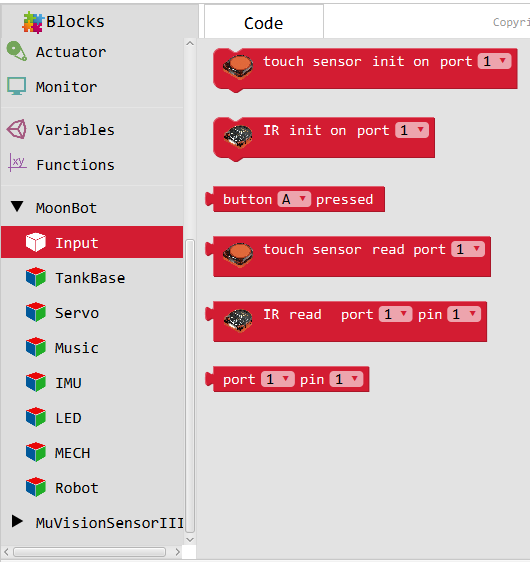 Blocks
Code
Copyri
Actuator
Monitor
Variables
xy
Functions
MoonBot
Input
TankBase
Servo
Music
IMU
LED
MECH
Robot
MuVisionSensorIII
touch sensor init on port 1
IR init on port 1
button A pressed
touch sensor read port 1
IR read port 1 pin 1
port 1 pin 1